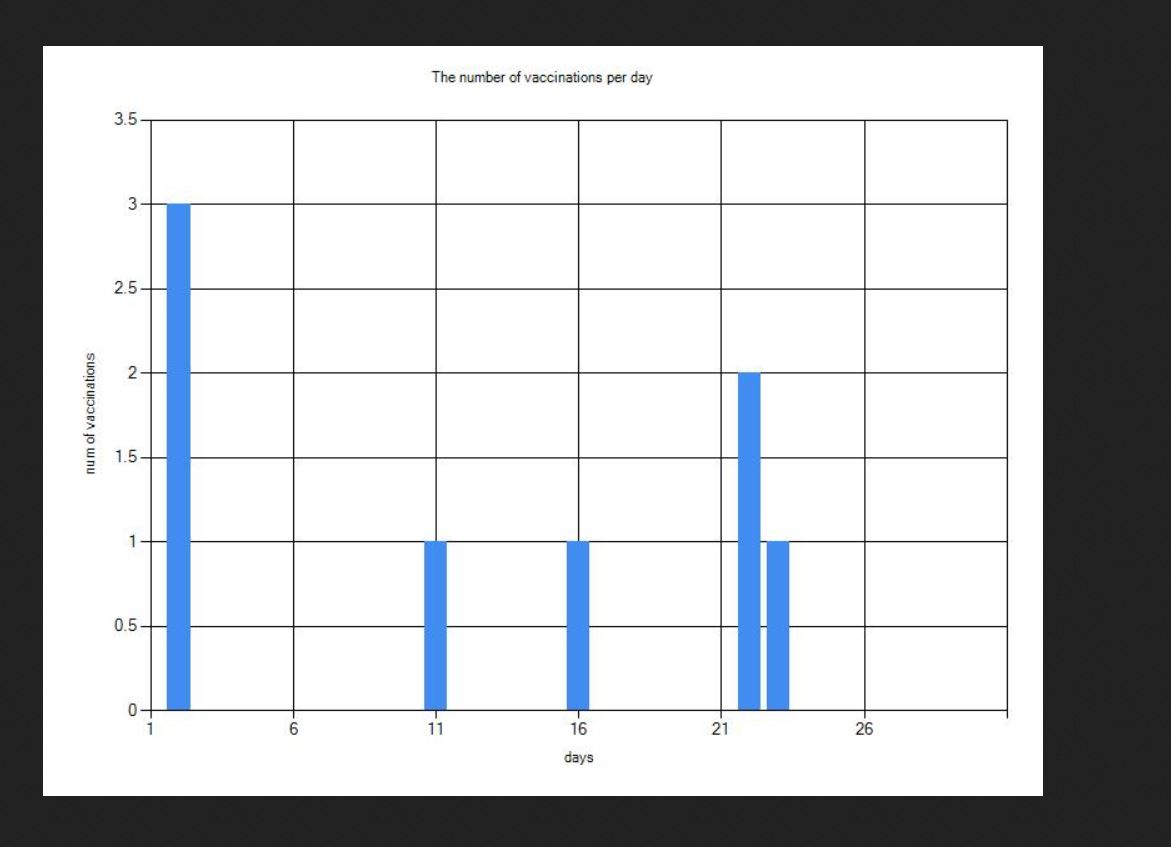 The number of vaccinations per day
3.5
3
2.5
2
1.5
1
0.5
0
num of vaccinations
1 6 11 16 21 26
days